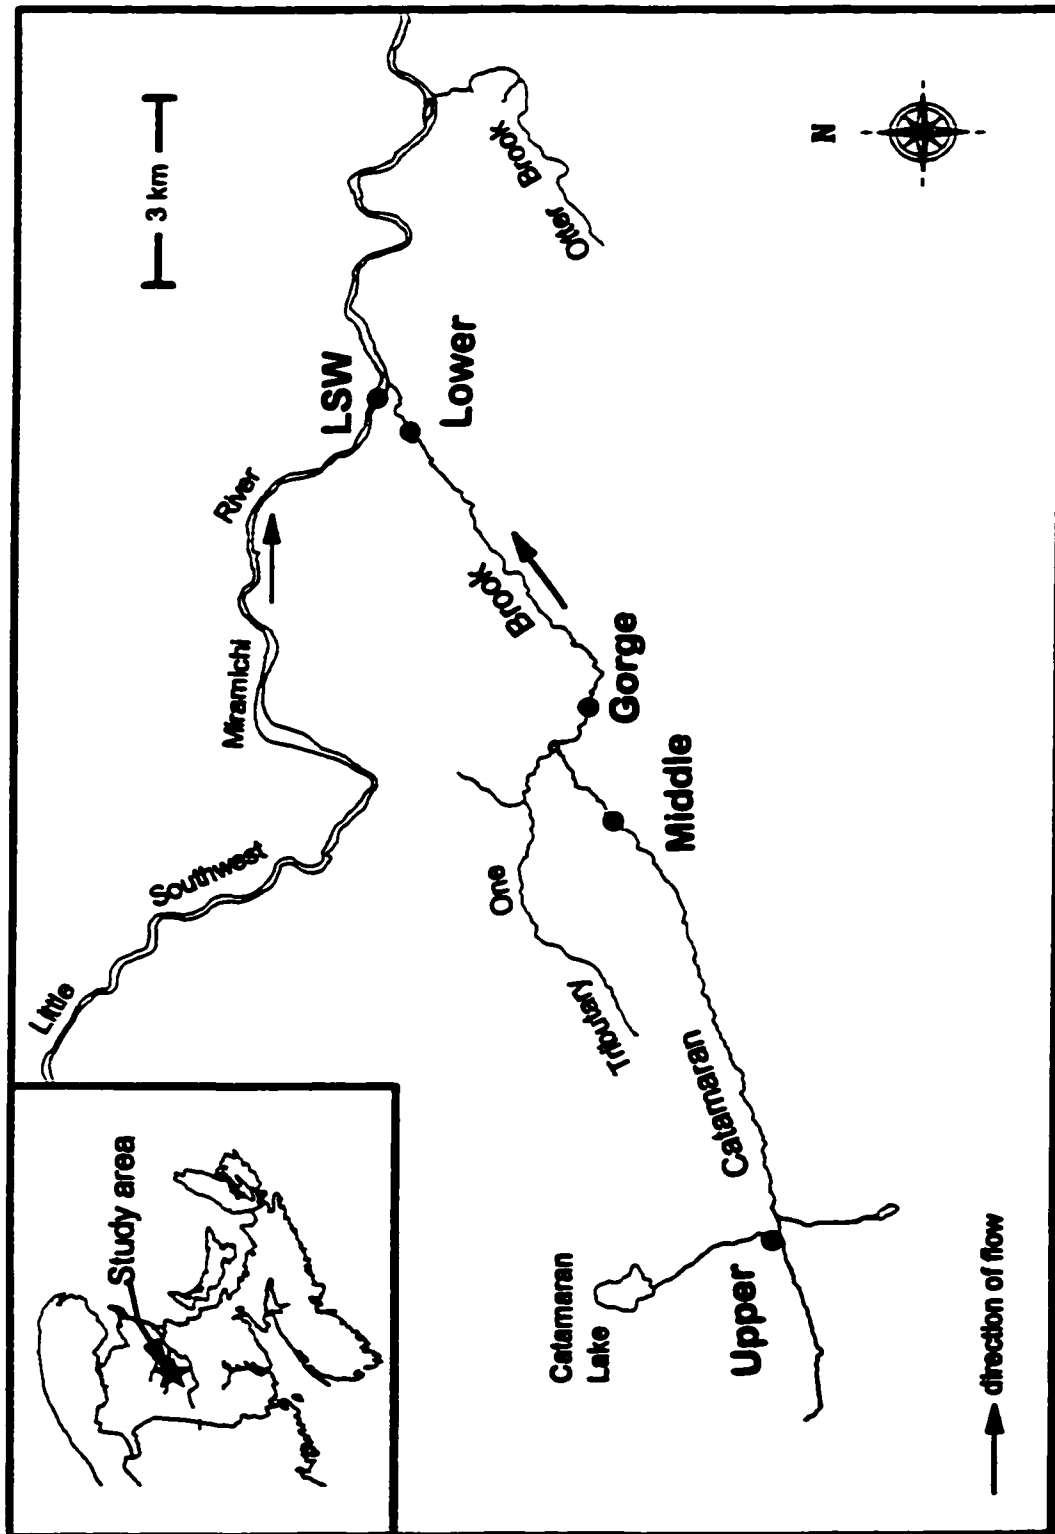 Study area
Little
Southwest
Miramichi
River
3 km
LSW
Lower
Otter Brook
N
Brook
Gorge
Middle
One
Tributary
Catamaran
Catamaran
Lake
Upper
direction of flow